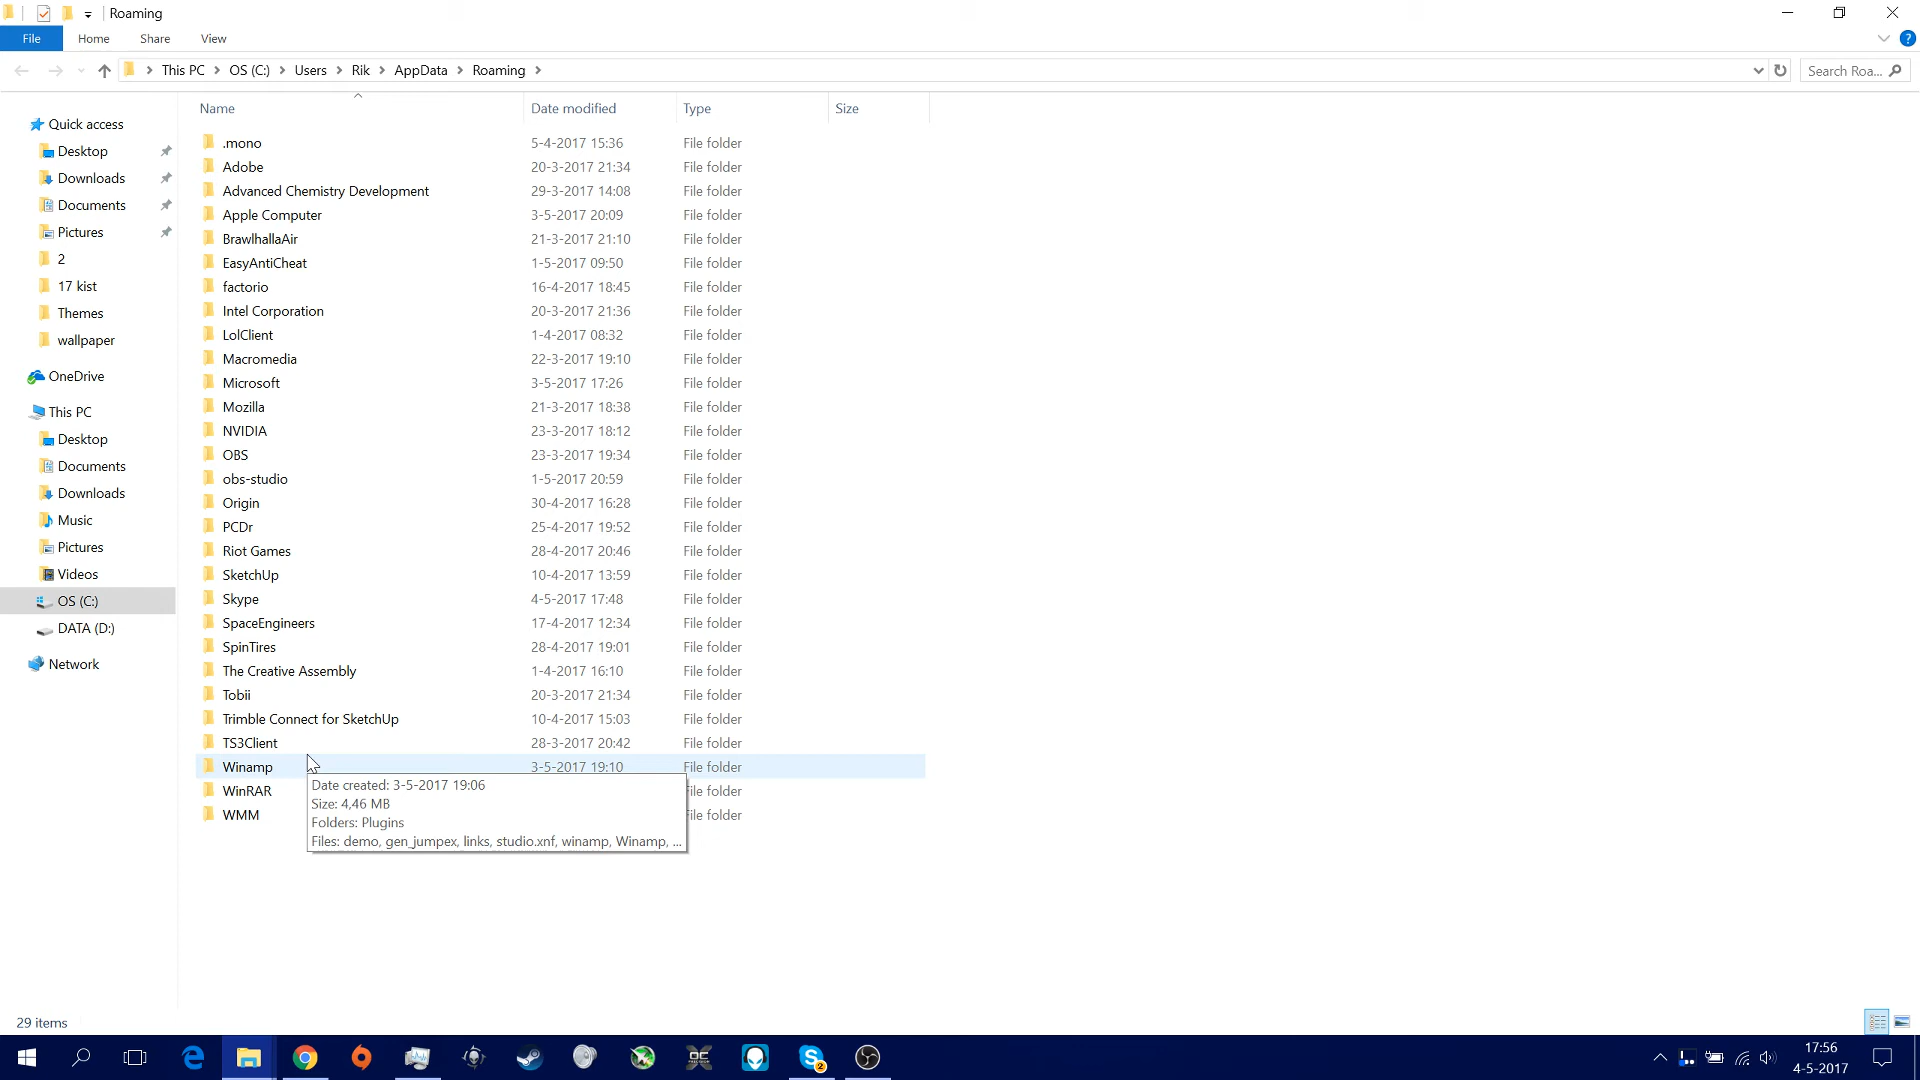 Roaming
File Home Share View
This PC OS (C:) Users Rik AppData Roaming
Search Roa...
Name Date modified Type Size
Quick access
Desktop
Downloads
Documents
Pictures
2
17 kist
Themes
wallpaper
OneDrive
This PC
Desktop
Documents
Downloads
Music
Pictures
Videos
OS (C:)
DATA (D:)
Network
.mono 5-4-2017 15:36 File folder
Adobe 20-3-2017 21:34 File folder
Advanced Chemistry Development 29-3-2017 14:08 File folder
Apple Computer 3-5-2017 20:09 File folder
BrawlhallaAir 21-3-2017 21:10 File folder
EasyAntiCheat 1-5-2017 09:50 File folder
factorio 16-4-2017 18:45 File folder
Intel Corporation 20-3-2017 21:36 File folder
LolClient 1-4-2017 08:32 File folder
Macromedia 22-3-2017 19:10 File folder
Microsoft 3-5-2017 17:26 File folder
Mozilla 21-3-2017 18:38 File folder
NVIDIA 23-3-2017 18:12 File folder
OBS 23-3-2017 19:34 File folder
obs-studio 1-5-2017 20:59 File folder
Origin 30-4-2017 16:28 File folder
PCDr 25-4-2017 19:52 File folder
Riot Games 28-4-2017 20:46 File folder
SketchUp 10-4-2017 13:59 File folder
Skype 4-5-2017 17:48 File folder
SpaceEngineers 17-4-2017 12:34 File folder
SpinTires 28-4-2017 19:01 File folder
The Creative Assembly 1-4-2017 16:10 File folder
Tobii 20-3-2017 21:34 File folder
Trimble Connect for SketchUp 10-4-2017 15:03 File folder
TS3Client 28-3-2017 20:42 File folder
Winamp 3-5-2017 19:10 File folder
WinRAR ile folder
WMM ile folder
Date created: 3-5-2017 19:06
Size: 4,46 MB
Folders: Plugins
Files: demo, gen_jumpex, links, studio.xnf, winamp, Winamp, ...
29 items
2
17:56
4-5-2017